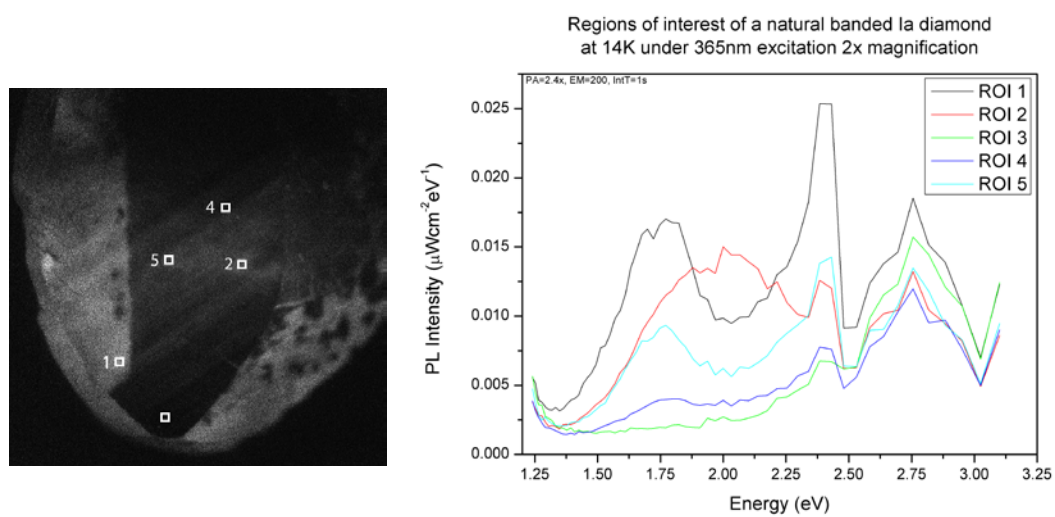 Regions of interest of a natural banded Ia diamond
at 14K under 365nm excitation 2x magnification
4
5
2
1
PA=2.4x, EM=200, IntT=1s
ROI 1
ROI 2
ROI 3
ROI 4
ROI 5
0.025
0.020
0.015
0.010
0.005
0.000
PL Intensity (μWcm⁻²eV⁻¹)
1.25 1.50 1.75 2.00 2.25 2.50 2.75 3.00 3.25
Energy (eV)